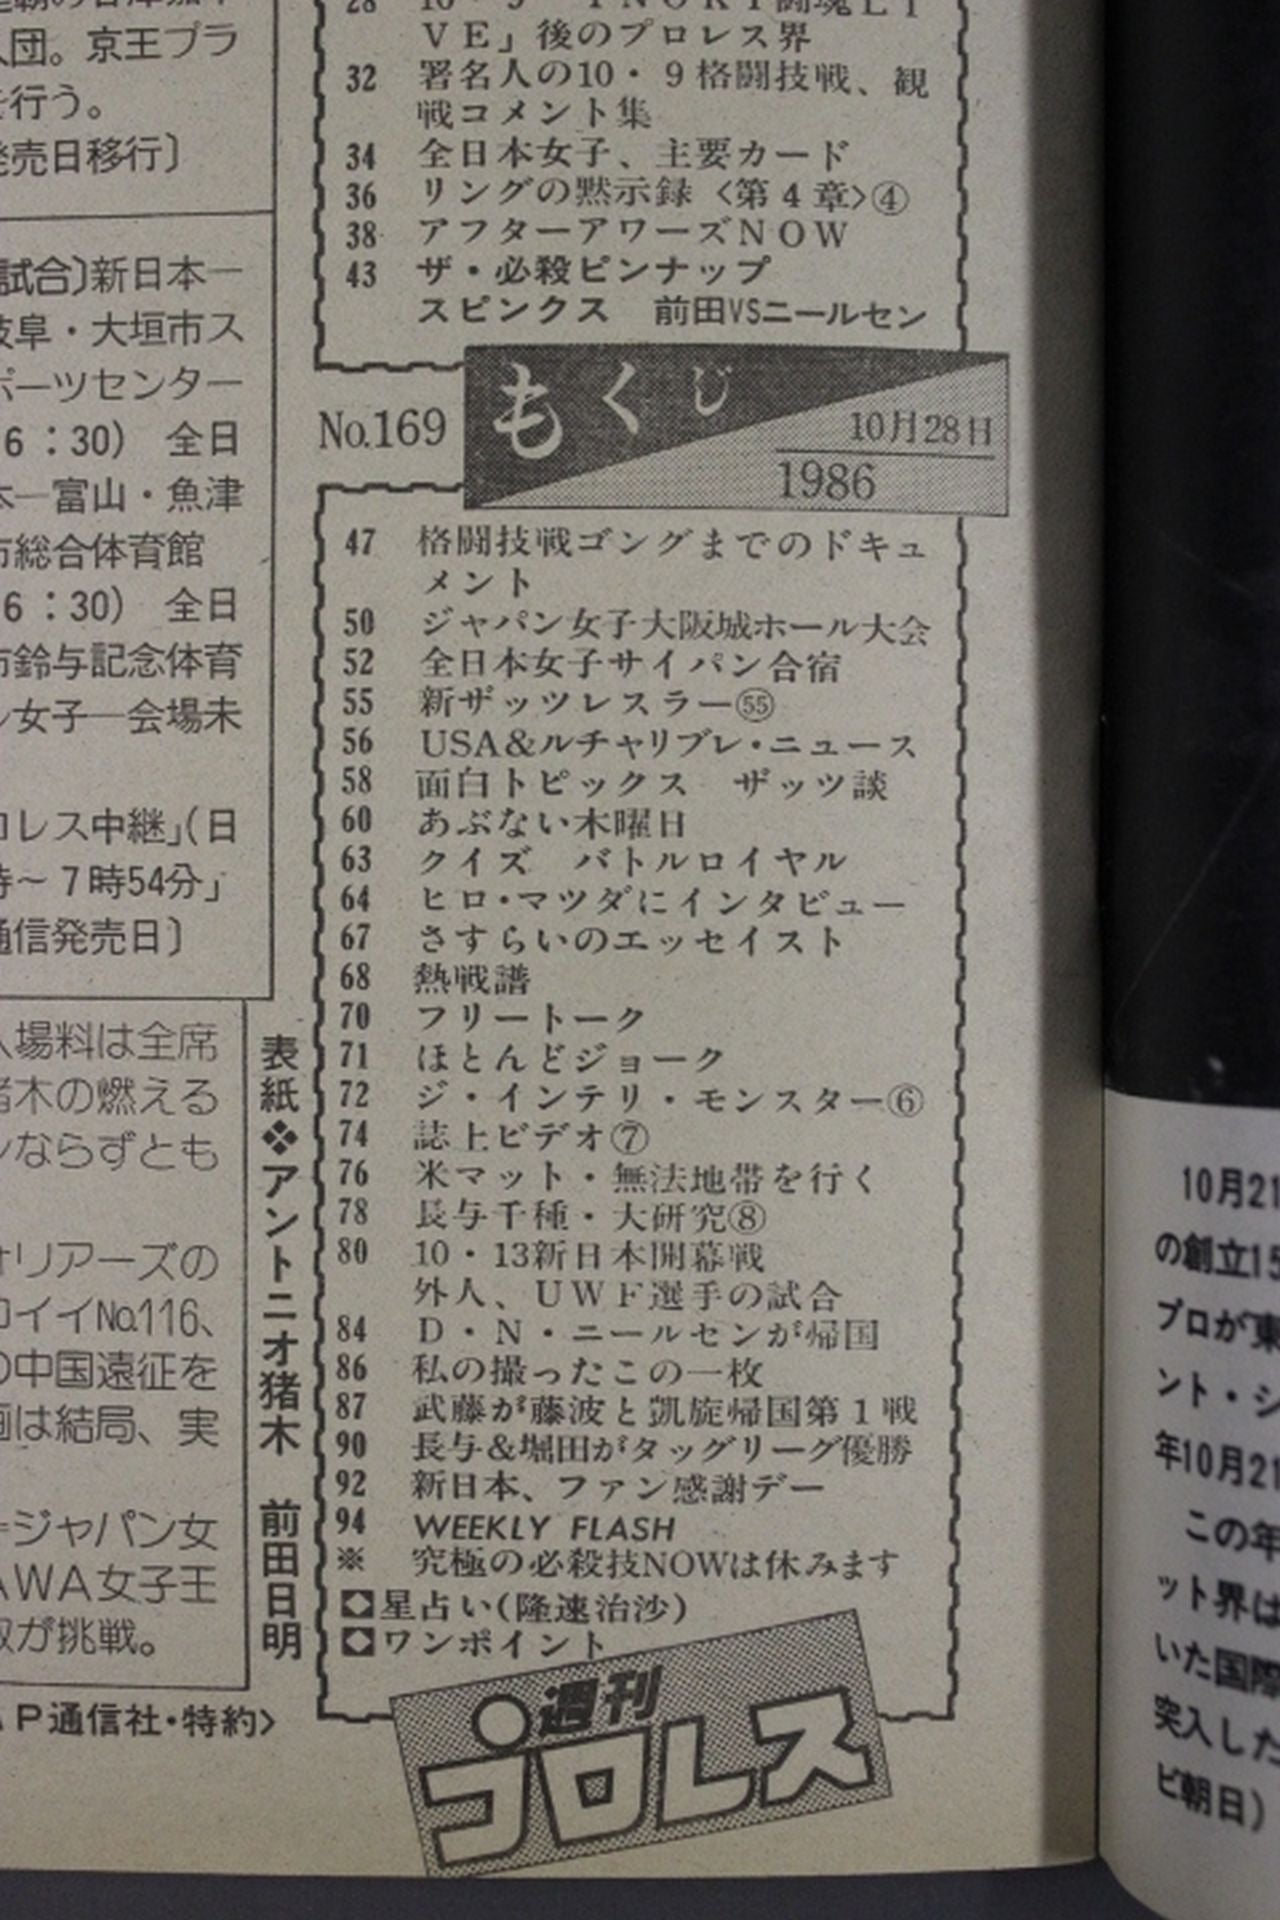 人団。京王プラ
を行う。
発売日移行〕
試合〕新日本―
岐阜・大垣市ス
ポーツセンター
6：30） 全日
本―富山・魚津
市総合体育館
6：30） 全日
市鈴与記念体育
ン女子―会場未
ロレス中継」（日
時～7時54分」
通信発売日〕
入場料は全席
猪木の燃える
ならずとも
オリアーズの
ロイイNo.116、
の中国遠征を
画は結局、実
=ジャパン女
AWA女子王
が挑戦。
AP通信社・特約〉
表紙❖アントニオ猪木 前田日明
28 10・9「INOKI闘魂LI
VE」後のプロレス界
32 署名人の10・9格闘技戦、観
戦コメント集
34 全日本女子、主要カード
36 リングの黙示録〈第4章〉④
38 アフターアワーズNOW
43 ザ・必殺ピンナップ
スピンクス 前田VSニールセン
No.169
もくじ
10月28日
1986
47 格闘技戦ゴングまでのドキュ
メント
50 ジャパン女子大阪城ホール大会
52 全日本女子サイパン合宿
55 新ザッツレスラー㊺
56 USA&ルチャリブレ・ニュース
58 面白トピックス ザッツ談
60 あぶない木曜日
63 クイズ バトルロイヤル
64 ヒロ・マツダにインタビュー
67 さすらいのエッセイスト
68 熱戦譜
70 フリートーク
71 ほとんどジョーク
72 ジ・インテリ・モンスター⑥
74 誌上ビデオ⑦
76 米マット・無法地帯を行く
78 長与千種・大研究⑧
80 10・13新日本開幕戦
外人、UWF選手の試合
84 D・N・ニールセンが帰国
86 私の撮ったこの一枚
87 武藤が藤波と凱旋帰国第1戦
90 長与&堀田がタッグリーグ優勝
92 新日本、ファン感謝デー
94 WEEKLY FLASH
※ 究極の必殺技NOWは休みます
◆星占い（隆速治沙）
◆ワンポイント
週刊
プロレス
10月21
の創立15
プロが東
ント・シ
年10月21
この年
ット界は
いた国際
突入した
ビ朝日）